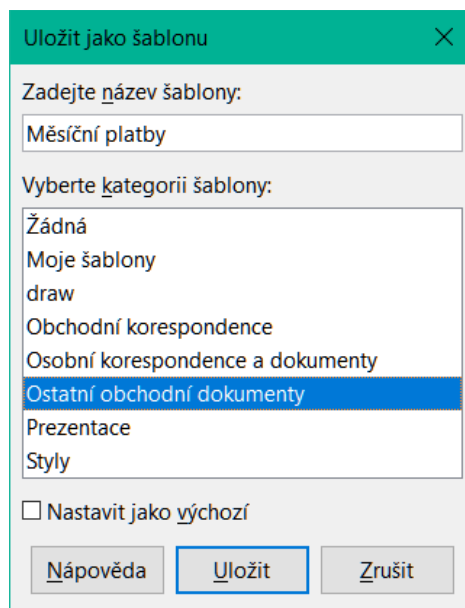 Uložit jako šablonu
Zadejte název šablony:
Měsíční platby
Vyberte kategorii šablony:
Žádná
Moje šablony
draw
Obchodní korespondence
Osobní korespondence a dokumenty
Ostatní obchodní dokumenty
Prezentace
Styly
Nastavit jako výchozí
Nápověda Uložit Zrušit